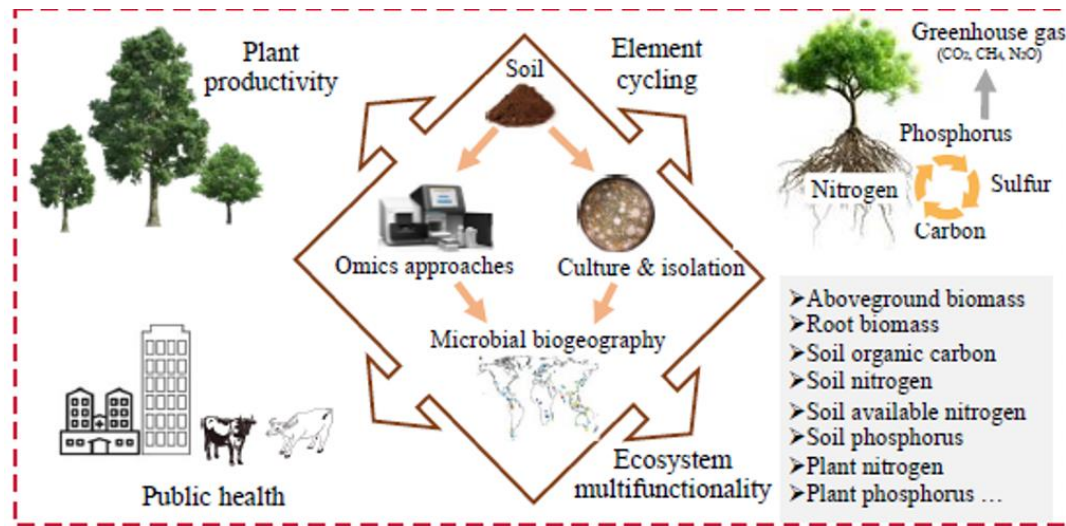 Plant
productivity
Soil
Element
cycling
Greenhouse gas
(CO₂, CH₄, N₂O)
Phosphorus
Nitrogen
Sulfur
Carbon
Omics approaches
Culture & isolation
Microbial biogeography
Public health
Ecosystem
multifunctionality
➤Aboveground biomass
➤Root biomass
➤Soil organic carbon
➤Soil nitrogen
➤Soil available nitrogen
➤Soil phosphorus
➤Plant nitrogen
➤Plant phosphorus …